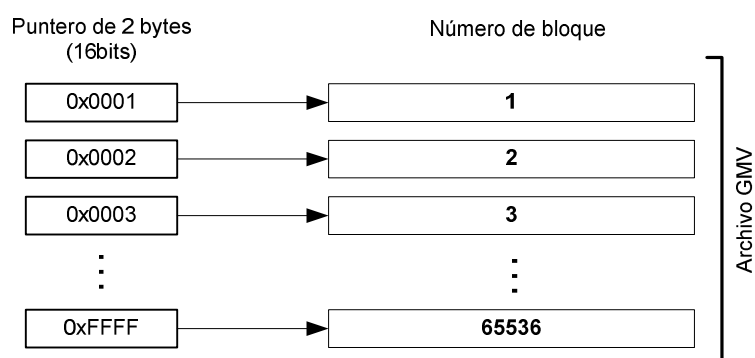 Puntero de 2 bytes
(16bits)
Número de bloque
0x0001
1
0x0002
2
0x0003
3
0xFFFF
65536
Archivo GMV